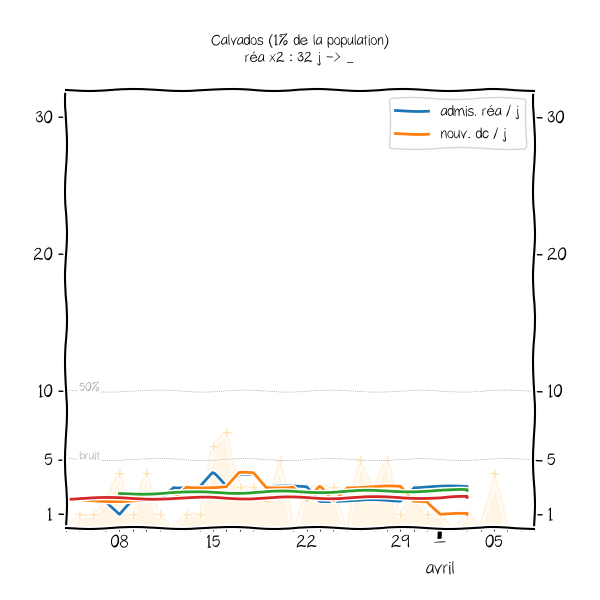 Calvados (1% de la population)
réa x2 : 32 j -> _
admis. réa / j
nouv. dc / j
30
30
20
20
10
50%
10
5
bruit
5
1
1
08
15
22
29
05
avril